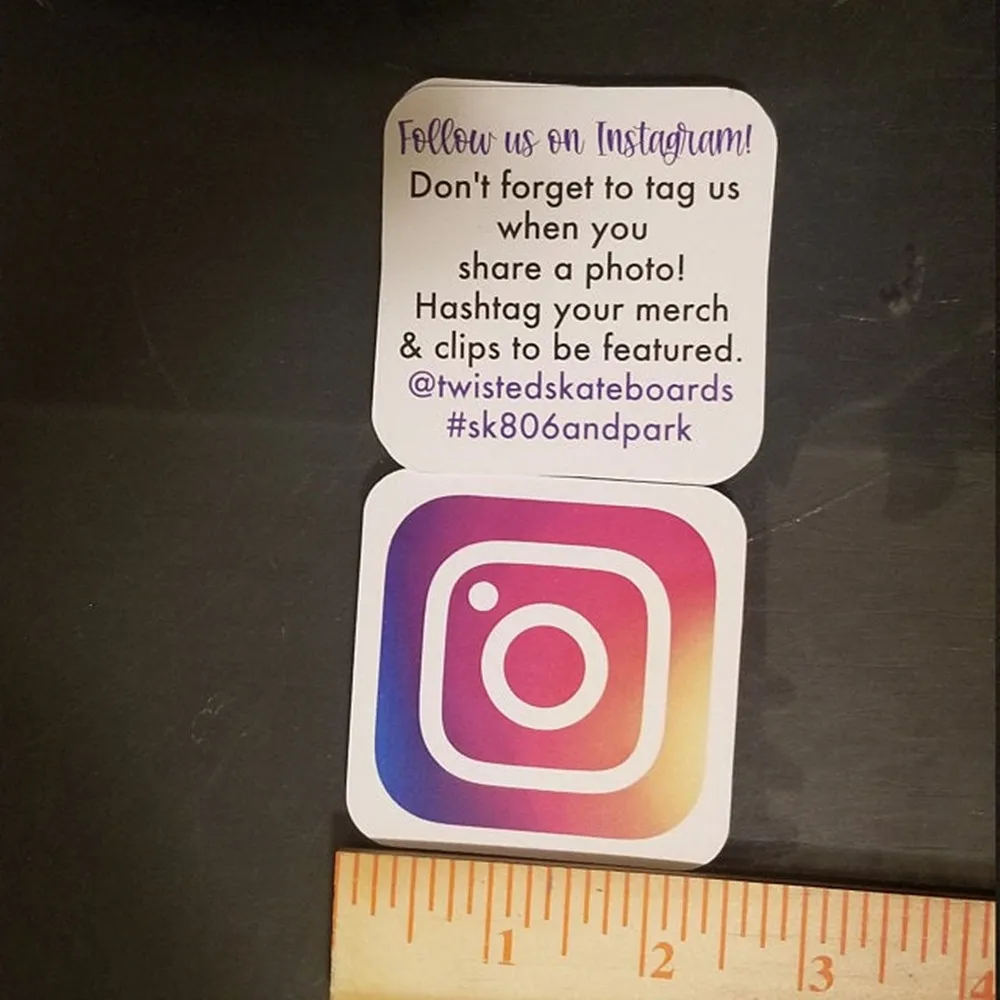 Follow us on Instagram!
Don't forget to tag us
when you
share a photo!
Hashtag your merch
& clips to be featured.
@twistedskateboards
#sk806andpark
1 2 3 4